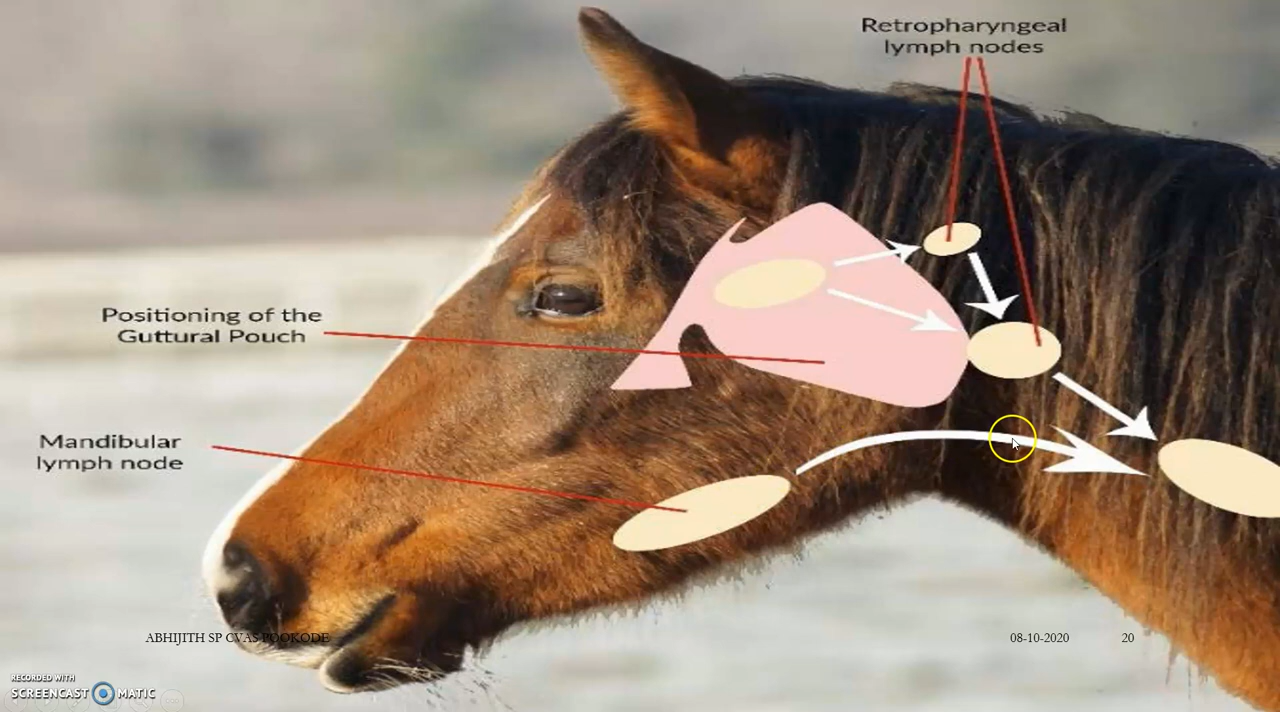 Retropharyngeal
lymph nodes
Positioning of the
Guttural Pouch
Mandibular
lymph node
ABHIJITH SP CVAS POOKODE
08-10-2020
20
RECORDED WITH
SCREENCAST MATIC